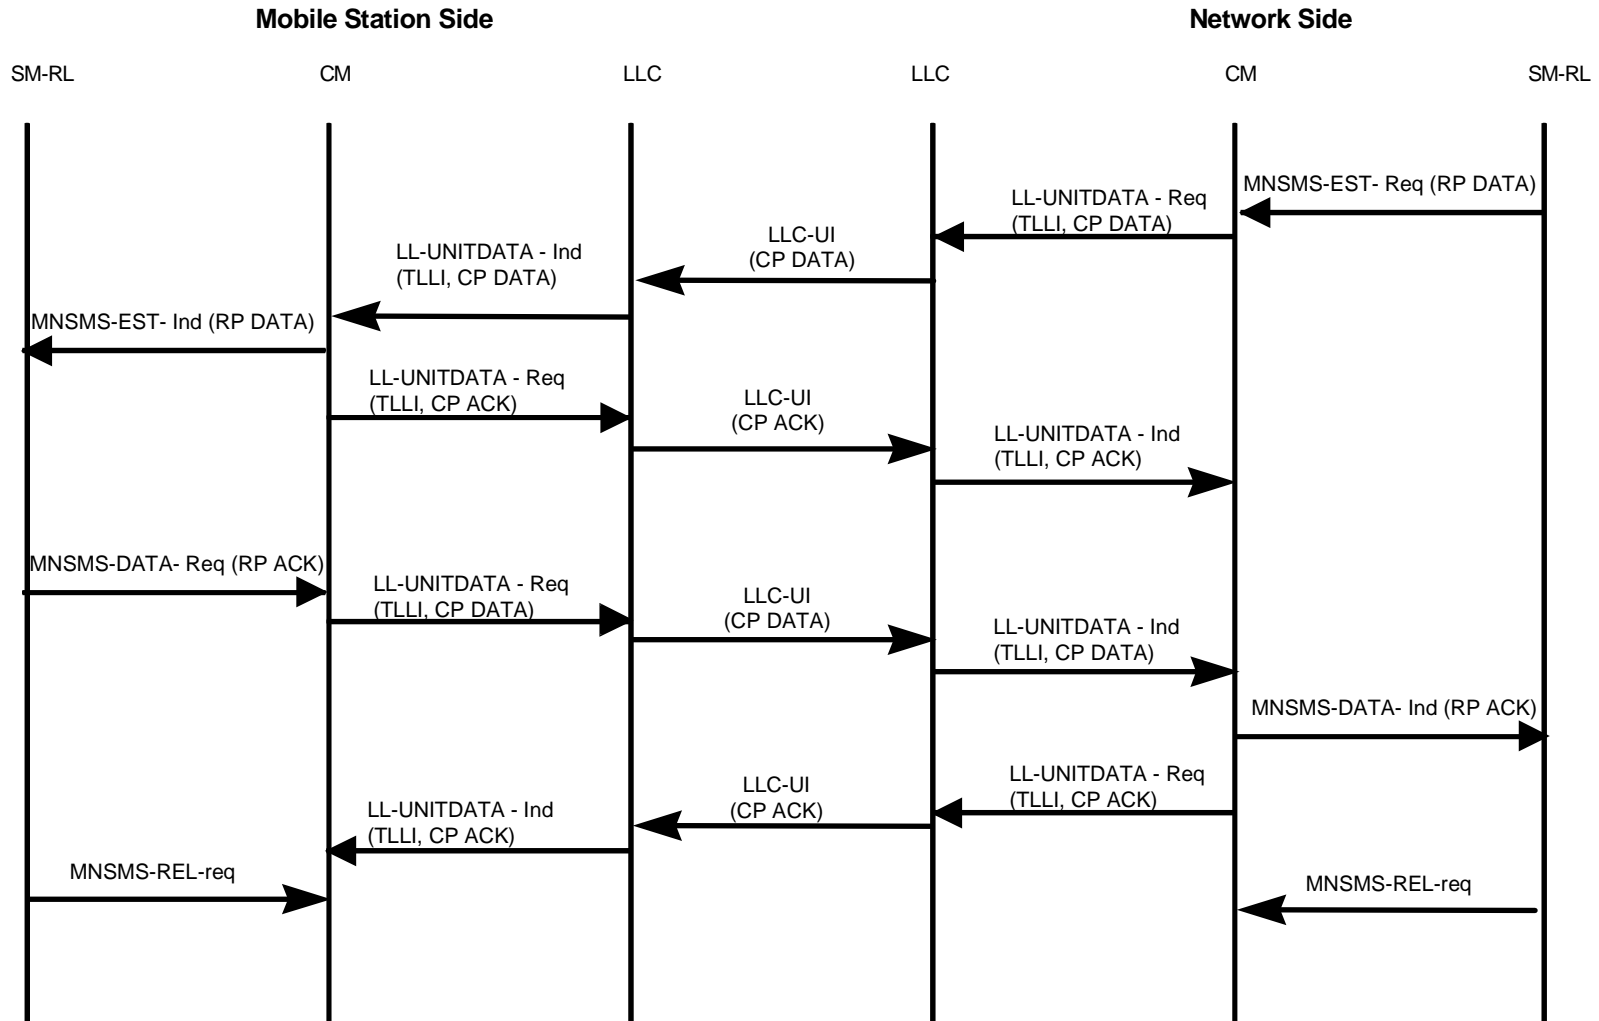 Mobile Station Side
Network Side
SM-RL
CM
LLC
LLC
CM
SM-RL
MNSMS-EST- Req (RP DATA)
LL-UNITDATA - Req
(TLLI, CP DATA)
LLC-UI
(CP DATA)
LL-UNITDATA - Ind
(TLLI, CP DATA)
MNSMS-EST- Ind (RP DATA)
LL-UNITDATA - Req
(TLLI, CP ACK)
LLC-UI
(CP ACK)
LL-UNITDATA - Ind
(TLLI, CP ACK)
MNSMS-DATA- Req (RP ACK)
LL-UNITDATA - Req
(TLLI, CP DATA)
LLC-UI
(CP DATA)
LL-UNITDATA - Ind
(TLLI, CP DATA)
MNSMS-DATA- Ind (RP ACK)
LL-UNITDATA - Req
(TLLI, CP ACK)
LLC-UI
(CP ACK)
LL-UNITDATA - Ind
(TLLI, CP ACK)
MNSMS-REL-req
MNSMS-REL-req